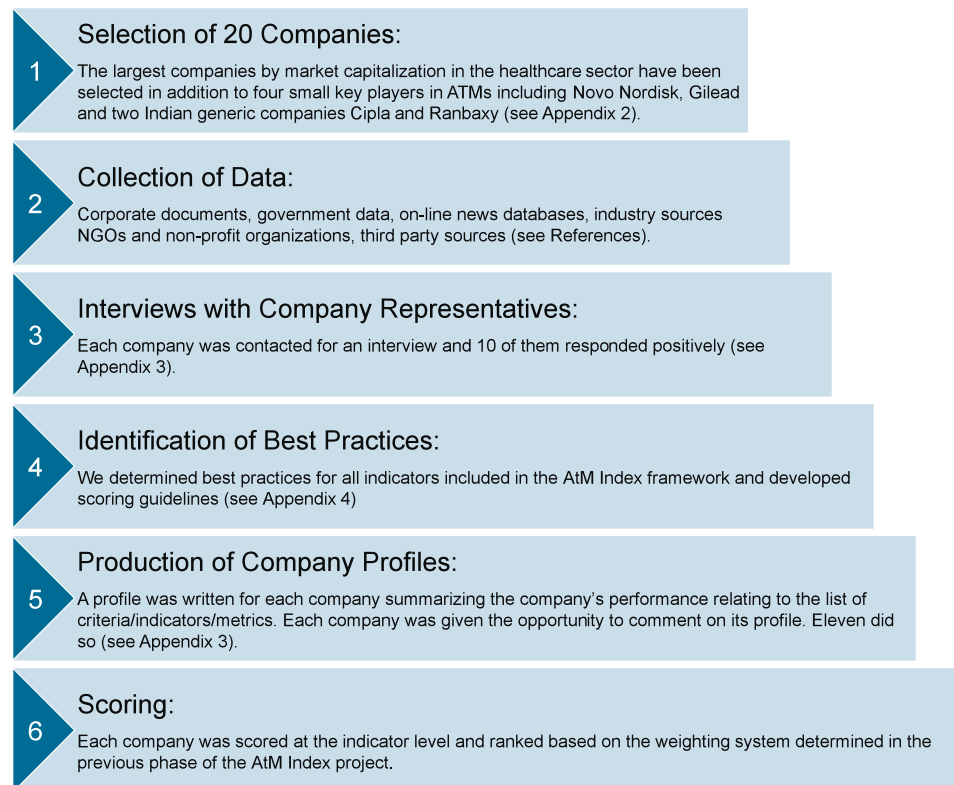 Selection of 20 Companies:
1
The largest companies by market capitalization in the healthcare sector have been
selected in addition to four small key players in ATMs including Novo Nordisk, Gilead
and two Indian generic companies Cipla and Ranbaxy (see Appendix 2).
Collection of Data:
2
Corporate documents, government data, on-line news databases, industry sources
NGOs and non-profit organizations, third party sources (see References).
Interviews with Company Representatives:
3
Each company was contacted for an interview and 10 of them responded positively (see
Appendix 3).
Identification of Best Practices:
4
We determined best practices for all indicators included in the AtM Index framework and developed
scoring guidelines (see Appendix 4)
Production of Company Profiles:
5
A profile was written for each company summarizing the company's performance relating to the list of
criteria/indicators/metrics. Each company was given the opportunity to comment on its profile. Eleven did
so (see Appendix 3).
Scoring:
6
Each company was scored at the indicator level and ranked based on the weighting system determined in the
previous phase of the AtM Index project.